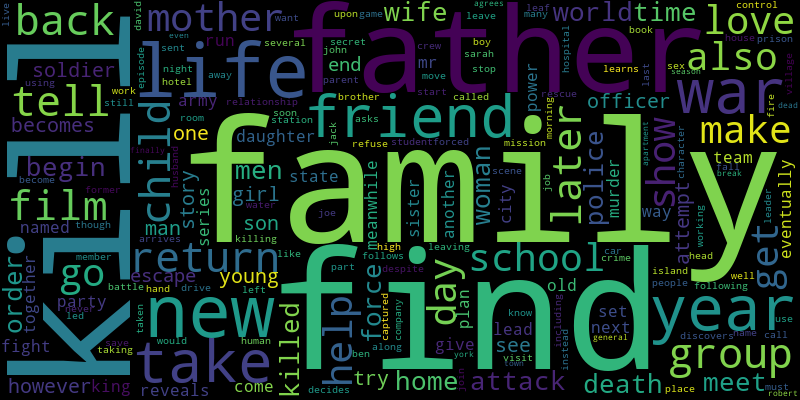 live
back
david
mother
want
upon
game
wife
agrees
leave
leaf
many
world
time
book
control
love
even
sent
run
several
secret
boy
father
house
prison
soldier
episode
night
away
john
end
mr
crew
sarah
stop
power
hospital
learns
sex
last
season
also
tell
using
still
work
hotel
life
parent
move
start
war
village
army
relationship
becomes
room
soon
station
brother
called
asks
friend
officer
rescue
fire
dead
kill
child
one
daughter
jack
refuse
student
forced
mission
morning
later
make
begin
finally
husband
men
family
apartment
team
become
former
story
girl
state
meanwhile
sister
another
woman
scene
job
police
murder
show
character
fall
break
film
named
though
man
series
son
water
joe
city
way
attempt
eventually
order
together
member
arrives
killing
high
leaving
working
head
leader
go
return
like
follows
school
car
crime
island
well
get
escape
young
part
despite
old
people
following
party
battle
hand
drive
left
find
force
captured
day
plan
know
including
set
year
never
led
taken
new
help
along
company
lead
next
discovers
name
use
call
fight
save
taking
would
human
killed
ben
give
york
see
visit
instead
general
group
take
town
however
king
reveals
come
decides
try
home
join
attack
death
place
meet
must
robert